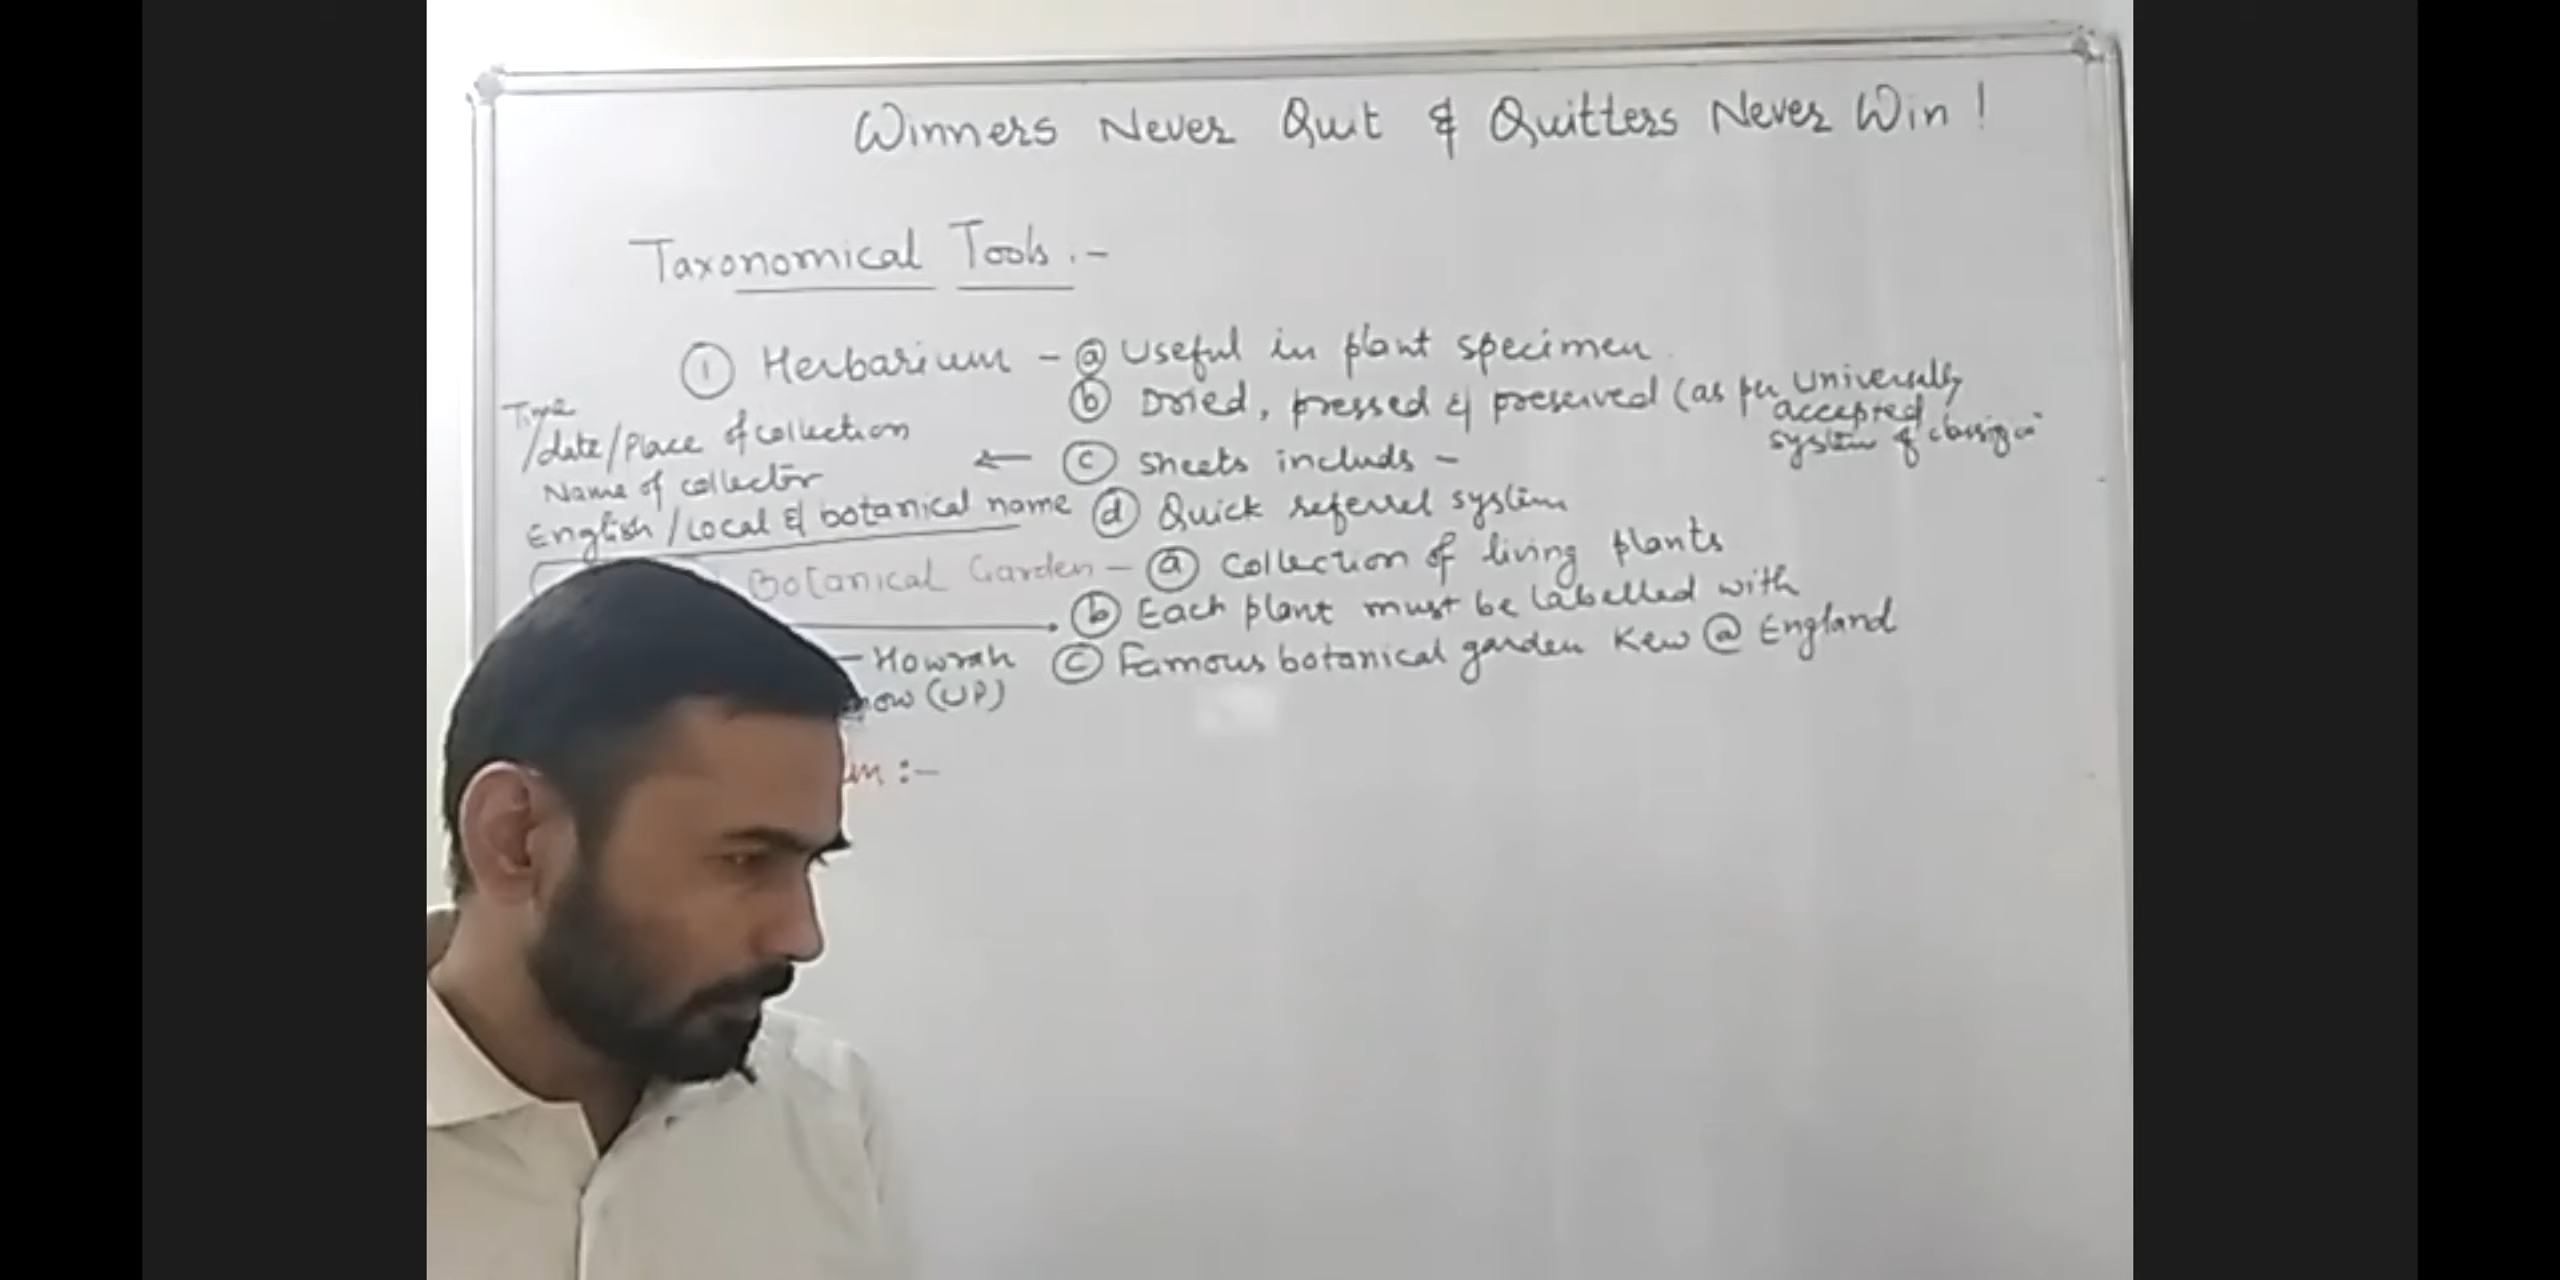 Winners Never Quit & Quitters Never Win !
Taxonomical Tools :-
① Herbarium - ⓐ Useful in plant specimen
ⓑ Dried, pressed & preserved (as per universally
accepted
system of
Time
/date/Place of collection
Name of collector
English/Local & botanical name
← ⓒ Sheets includs -
ⓓ Quick referrel system
Botanical Garden - ⓐ Collection of living plants
ⓑ Each plant must be labelled with
- Howrah
now (UP)
ⓒ Famous botanical garden Kew @ England
um :-